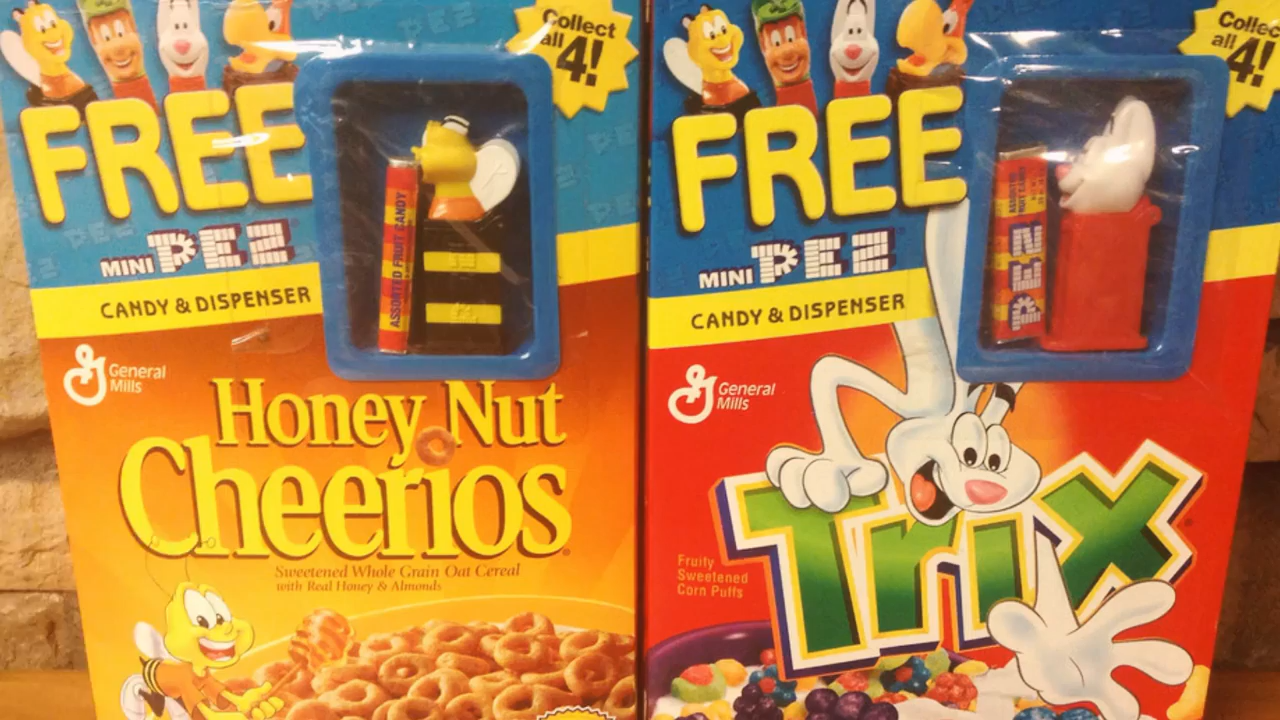 Collect
all
4!
FREE
MINI PEZ
CANDY & DISPENSER
ASSORTED FRUIT CANDY
General
Mills
Honey Nut
Cheerios
Sweetened Whole Grain Oat Cereal
with Real Honey & Almonds
Collec
all
4!
FREE
MINI PEZ
CANDY & DISPENSER
PEZ
General
Mills
Trix
Fruity
Sweetened
Corn Puffs